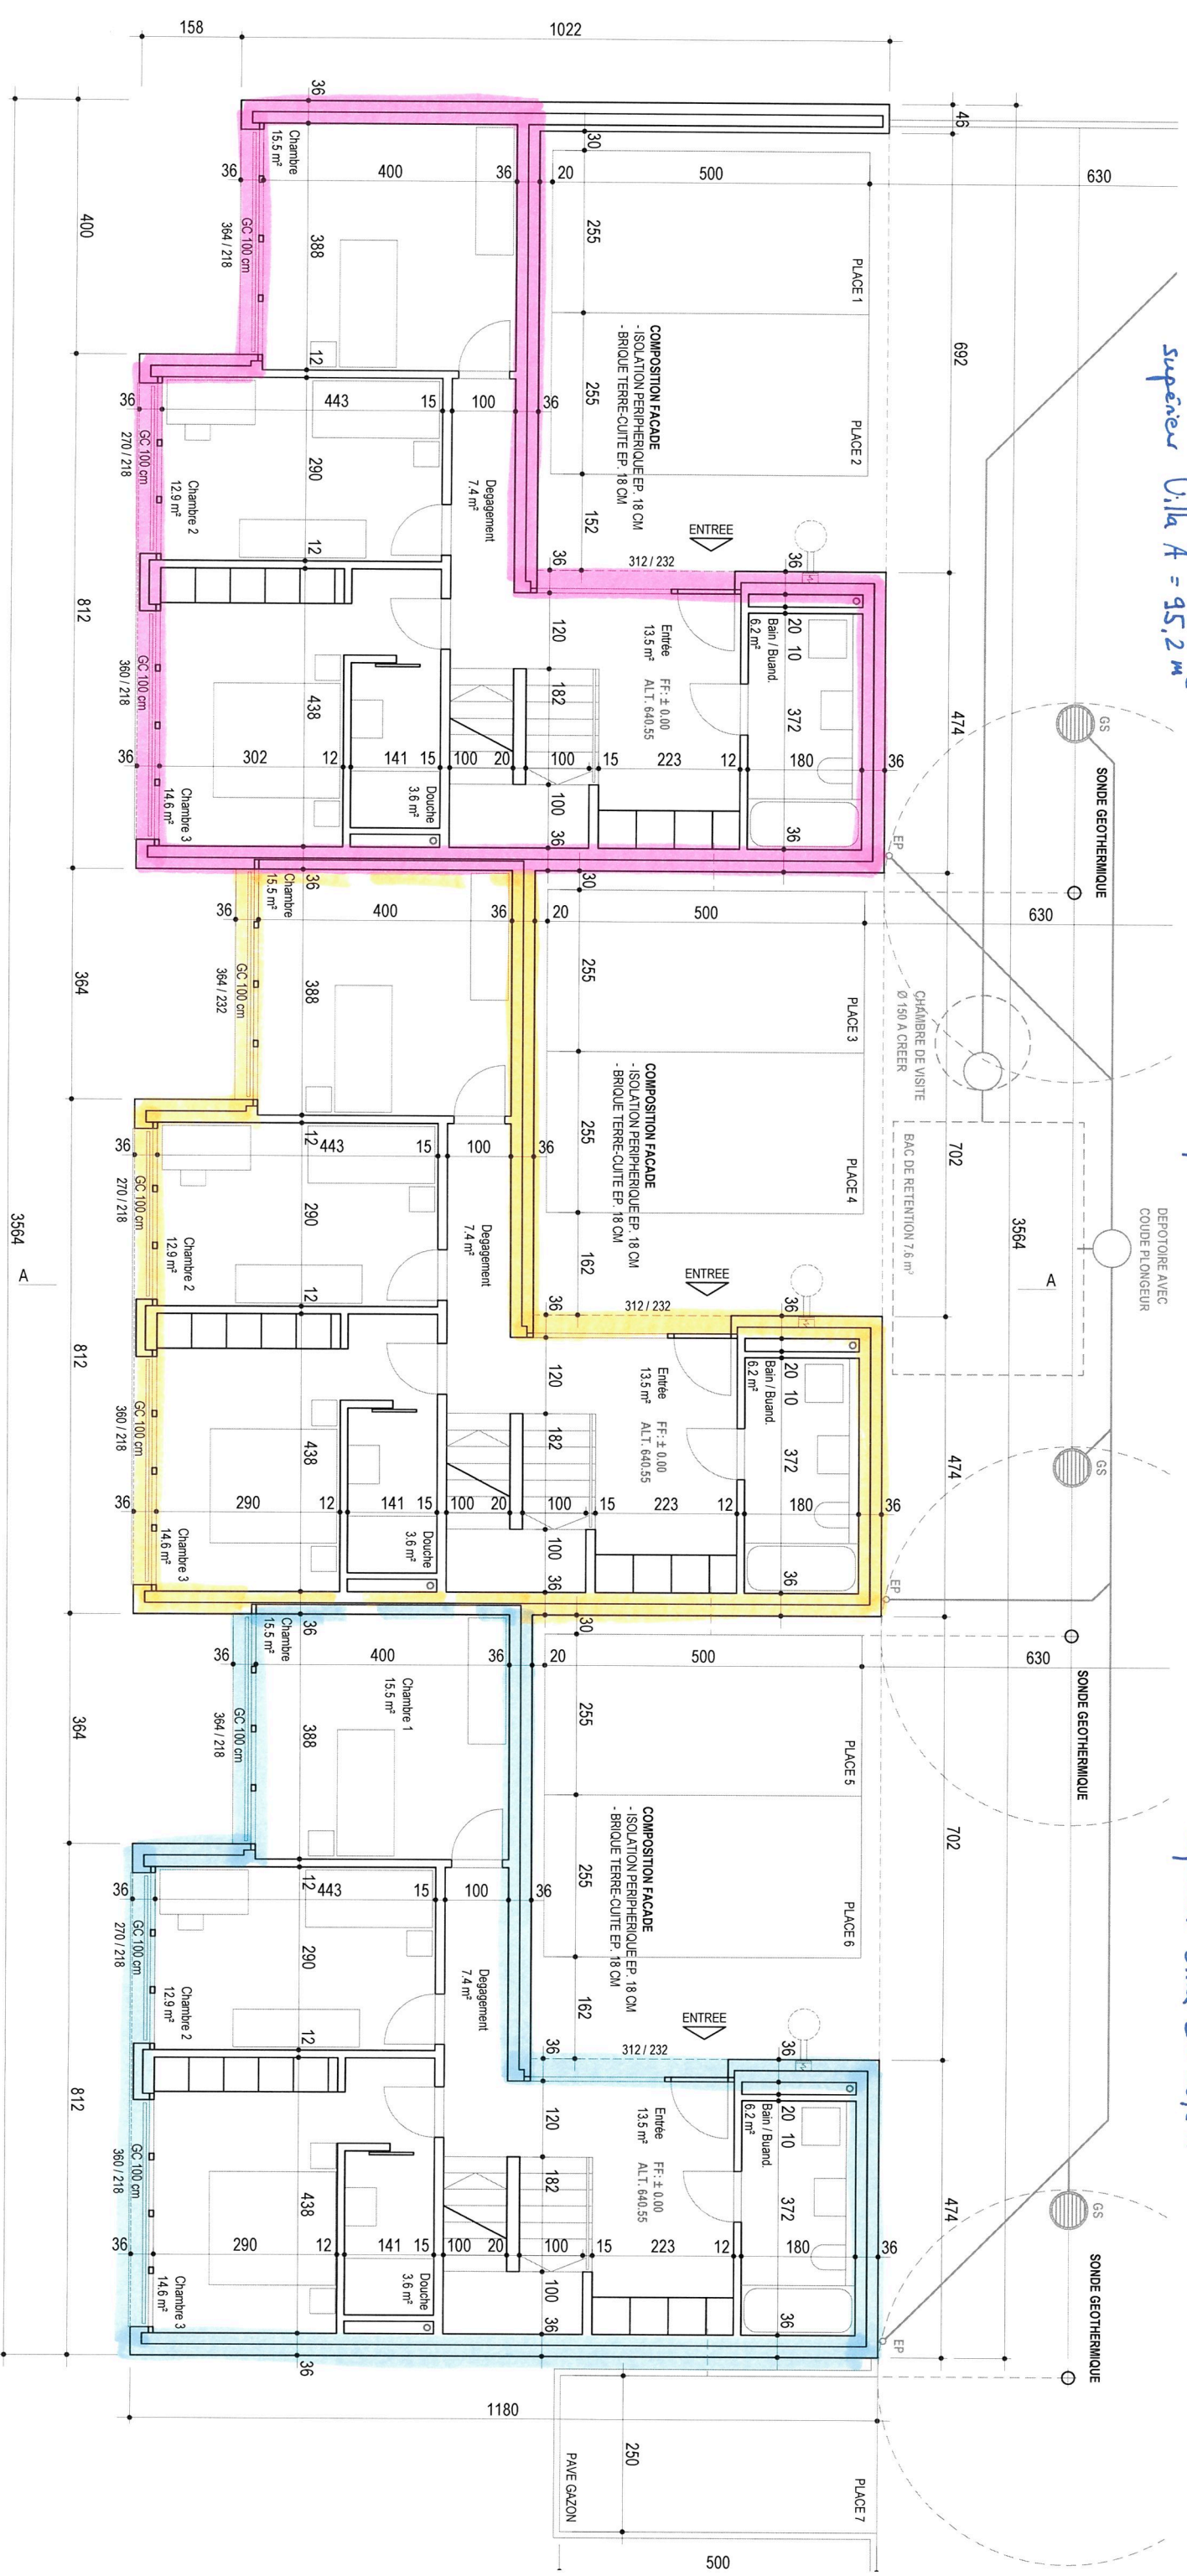 supérieur Villa A = 95,2 m²
158
1022
46
692
474
702
474
702
474
630
630
630
3564
36
Chambre
15.5 m²
36
400
36
GC 100 cm
364 / 218
388
12
30
20
500
255
PLACE 1
255
PLACE 2
152
COMPOSITION FACADE
- ISOLATION PERIPHERIQUE EP. 18 CM
- BRIQUE TERRE-CUITE EP. 18 CM
36
443
15
100
36
GC 100 cm
270 / 218
290
Chambre 2
12.9 m²
12
Degagement
7.4 m²
ENTREE
312 / 232
36
36
120
Entrée
13.5 m²
FF: ± 0.00
ALT. 640.55
20
10
Bain / Buand.
6.2 m²
372
182
GC 100 cm
360 / 218
438
36
302
12
141
15
100
20
100
15
223
12
180
36
Chambre 3
14.6 m²
Douche
3.6 m²
100
36
36
EP
GS
SONDE GEOTHERMIQUE
36
Chambre
15.5 m²
36
400
36
GC 100 cm
364 / 232
388
30
20
500
255
PLACE 3
255
PLACE 4
162
COMPOSITION FACADE
- ISOLATION PERIPHERIQUE EP. 18 CM
- BRIQUE TERRE-CUITE EP. 18 CM
CHAMBRE DE VISITE
Ø 150 A CREER
BAC DE RETENTION 7.6 m³
DEPOTOIRE AVEC
COUDE PLONGEUR
A
12
36
443
15
100
36
GC 100 cm
270 / 218
290
Chambre 2
12.9 m²
12
Degagement
7.4 m²
ENTREE
312 / 232
36
36
120
Entrée
13.5 m²
FF: ± 0.00
ALT. 640.55
20
10
Bain / Buand.
6.2 m²
372
182
GC 100 cm
360 / 218
438
36
290
12
141
15
100
20
100
15
223
12
180
36
Chambre 3
14.6 m²
Douche
3.6 m²
100
36
36
EP
GS
SONDE GEOTHERMIQUE
36
Chambre
15.5 m²
36
400
36
Chambre 1
15.5 m²
GC 100 cm
364 / 218
388
30
20
500
255
PLACE 5
255
PLACE 6
162
COMPOSITION FACADE
- ISOLATION PERIPHERIQUE EP. 18 CM
- BRIQUE TERRE-CUITE EP. 18 CM
12
36
443
15
100
36
GC 100 cm
270 / 218
290
Chambre 2
12.9 m²
12
Degagement
7.4 m²
ENTREE
312 / 232
36
36
120
Entrée
13.5 m²
FF: ± 0.00
ALT. 640.55
20
10
Bain / Buand.
6.2 m²
372
182
GC 100 cm
360 / 218
438
36
290
12
141
15
100
20
100
15
223
12
180
36
Chambre 3
14.6 m²
Douche
3.6 m²
100
36
36
36
EP
GS
SONDE GEOTHERMIQUE
1180
250
PAVE GAZON
PLACE 7
500
400
812
364
812
364
812
3564
A